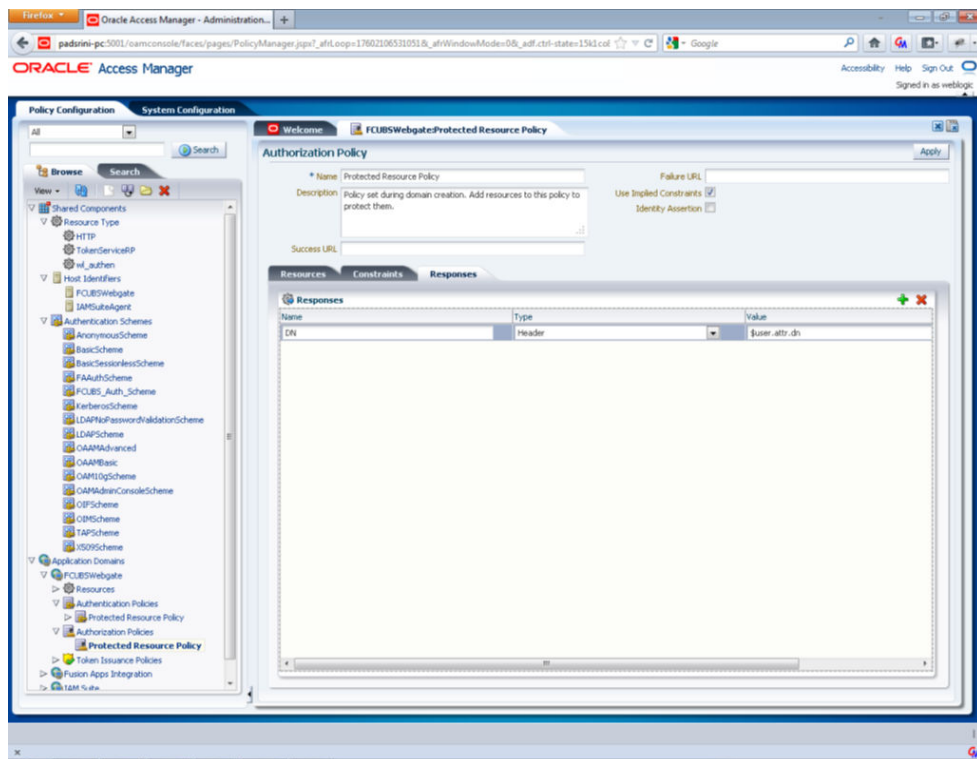 Firefox
Oracle Access Manager - Administration...
padsrini-pc:5001/oamconsole/faces/pages/PolicyManager.jspx?_afrLoop=17602106531051&_afrWindowMode=0&_adf.ctrl-state=15k1col
Google
ORACLE Access Manager
Accessibility Help Sign Out
Signed in as weblogic
Policy Configuration System Configuration
All
Search
Browse Search
View
Shared Components
Resource Type
HTTP
TokenServiceRP
wl_authen
Host Identifiers
FCUBSWebgate
IAMSuiteAgent
Authentication Schemes
AnonymousScheme
BasicScheme
BasicSessionlessScheme
FAAuthScheme
FCUBS_Auth_Scheme
KerberosScheme
LDAPNoPasswordValidationScheme
LDAPScheme
OAAMAdvanced
OAAMBasic
OAM10gScheme
OAMAdminConsoleScheme
OIFScheme
OIMScheme
TAPScheme
X509Scheme
Application Domains
FCUBSWebgate
Resources
Authentication Policies
Protected Resource Policy
Authorization Policies
Protected Resource Policy
Token Issuance Policies
Fusion Apps Integration
IAM Suite
Welcome FCUBSWebgate:Protected Resource Policy
Authorization Policy Apply
* Name Protected Resource Policy
Description Policy set during domain creation. Add resources to this policy to
protect them.
Success URL
Failure URL
Use Implied Constraints
Identity Assertion
Resources Constraints Responses
Responses
Name Type Value
DN Header $user.attr.dn